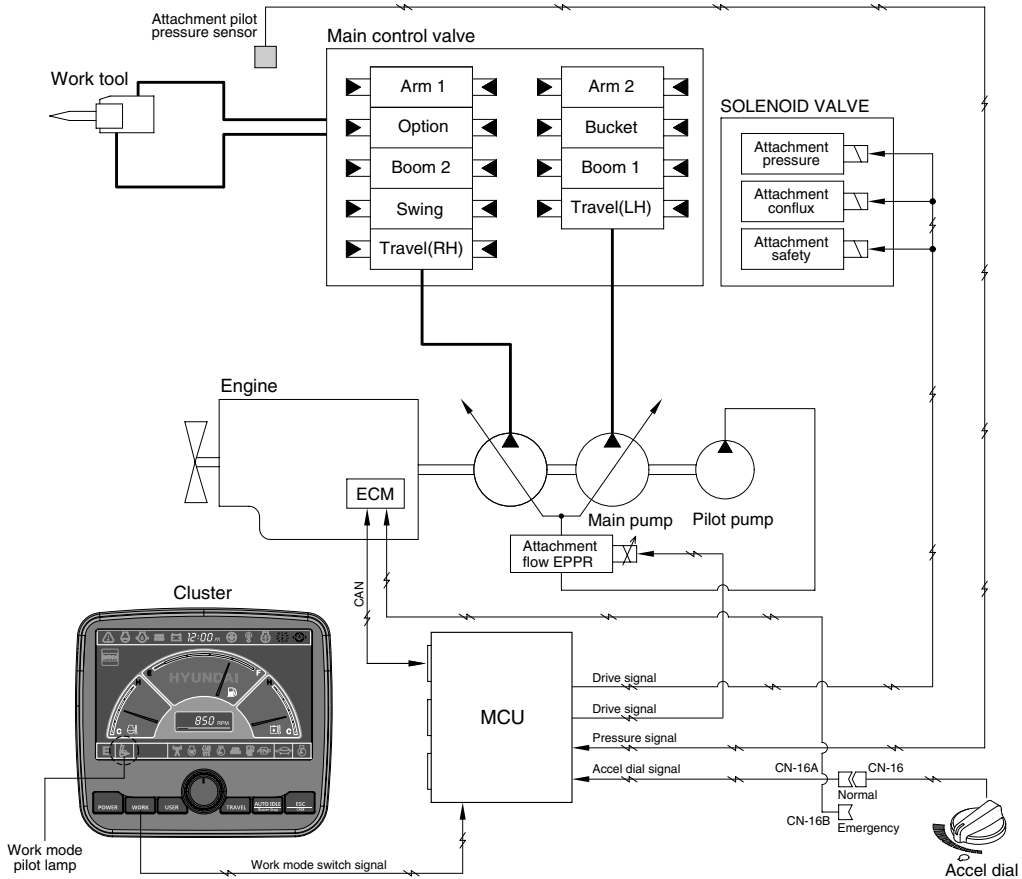 Attachment pilot
pressure sensor
Main control valve
Work tool
Arm 1
Option
Boom 2
Swing
Travel(RH)
Arm 2
Bucket
Boom 1
Travel(LH)
SOLENOID VALVE
Attachment
pressure
Attachment
conflux
Attachment
safety
Engine
ECM
Main pump
Pilot pump
Attachment
flow EPPR
CAN
Cluster
12:00
E
F
H
HYUNDAI
H
C
850 RPM
C
E
POWER
WORK
USER
TRAVEL
AUTO IDLE
ESC
MCU
Drive signal
Drive signal
Pressure signal
Accel dial signal
CN-16A
CN-16
Normal
CN-16B
Emergency
Accel dial
Work mode
pilot lamp
Work mode switch signal